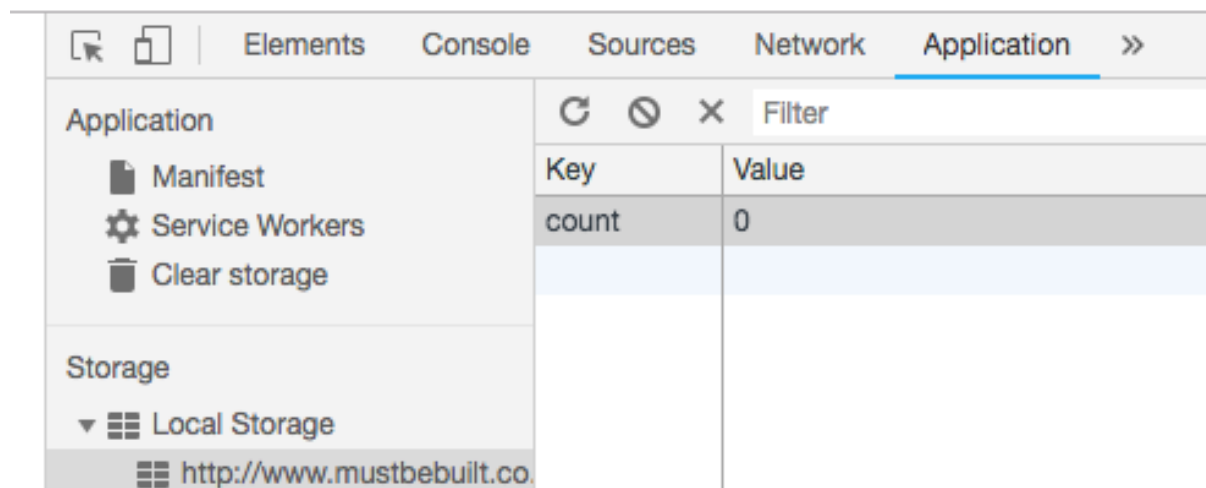 Elements Console Sources Network Application »
Application
Manifest
Service Workers
Clear storage
Storage
Local Storage
http://www.mustbebuilt.co.
Filter
Key Value
count 0